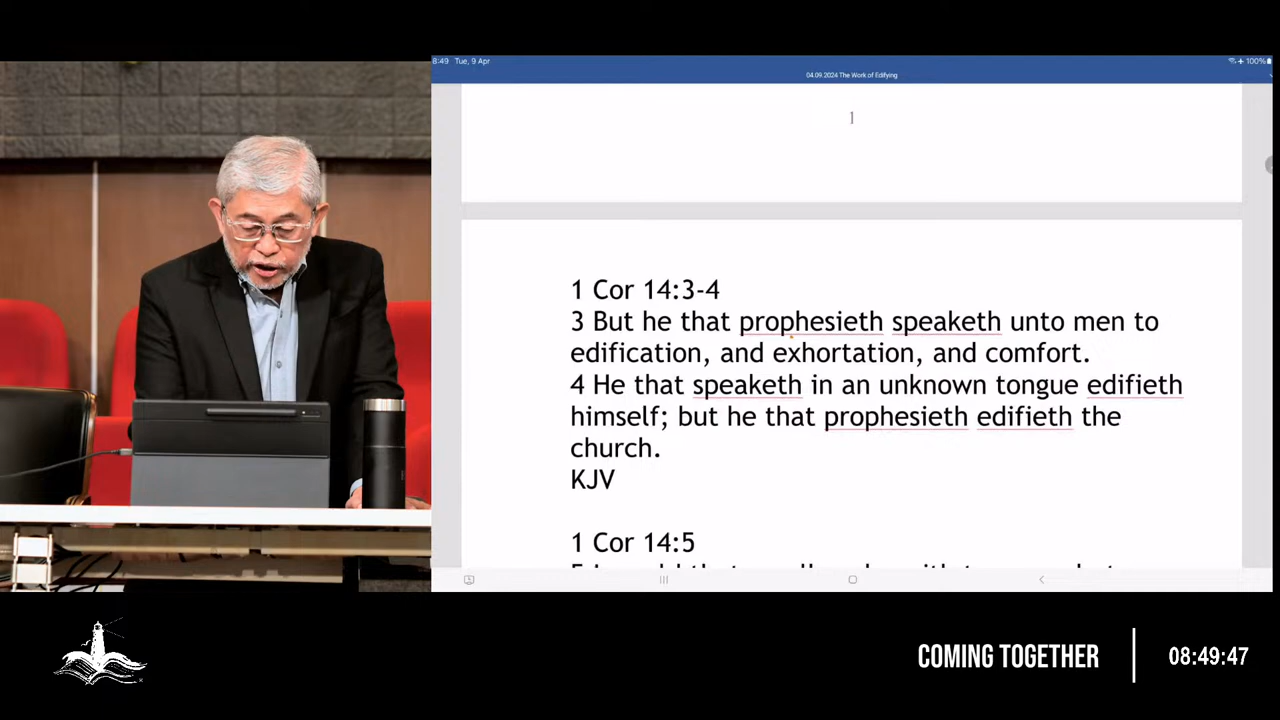 8:49 Tue, 9 Apr
100%
04.09.2024 The Work of Edifying
1
1 Cor 14:3-4
3 But he that prophesieth speaketh unto men to
edification, and exhortation, and comfort.
4 He that speaketh in an unknown tongue edifieth
himself; but he that prophesieth edifieth the
church.
KJV
1 Cor 14:5
COMING TOGETHER
08:49:47